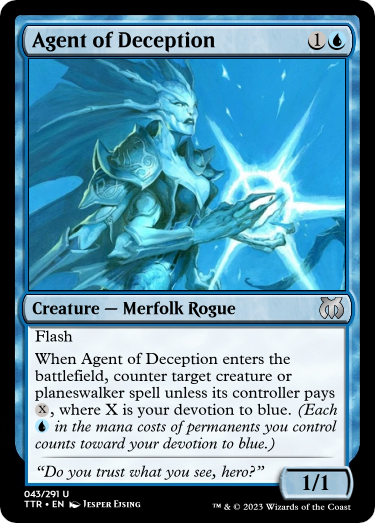 Agent of Deception 1
Creature — Merfolk Rogue
Flash
When Agent of Deception enters the
battlefield, counter target creature or
planeswalker spell unless its controller pays
X, where X is your devotion to blue. (Each
in the mana costs of permanents you control
counts toward your devotion to blue.)
“Do you trust what you see, hero?”
1/1
043/291 U
TTR • EN Jesper Ejsing
™ & © 2023 Wizards of the Coast